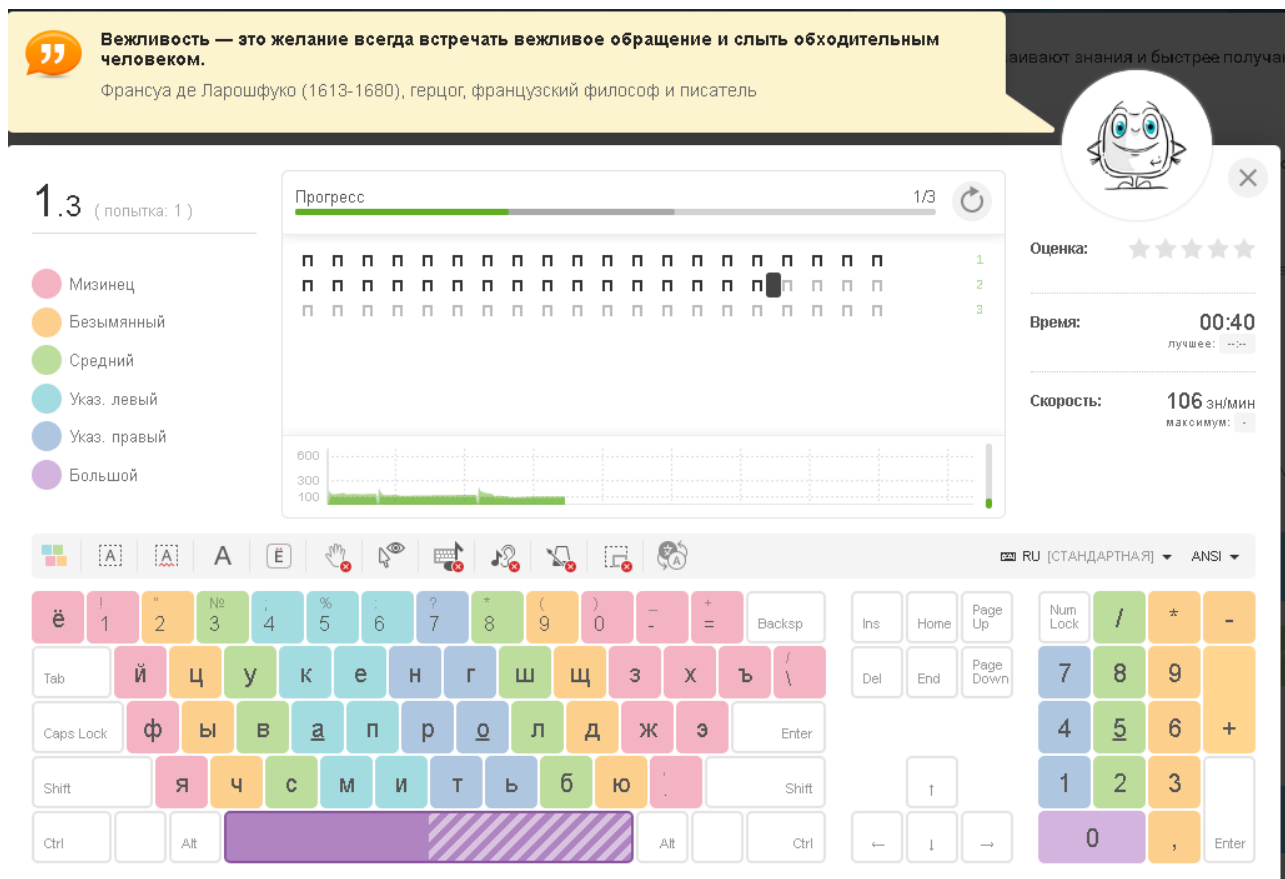 Вежливость — это желание всегда встречать вежливое обращение и слыть обходительным
человеком.
Франсуа де Ларошфуко (1613-1680), герцог, французский философ и писатель
аивают знания и быстрее получа
1.3 ( попытка: 1 )
Прогресс 1/3
Мизинец
Безымянный
Средний
Указ. левый
Указ. правый
Большой
п п п п п п п п п п п п п п п п п п п п 1
п п п п п п п п п п п п п п п п п п п п 2
п п п п п п п п п п п п п п п п п п п п 3
600
300
100
Оценка:
Время: 00:40
лучшее: --:--
Скорость: 106 зн/мин
максимум: -
A A A Ё RU [СТАНДАРТНАЯ] ANSI
ё ! 1 " 2 № 3 ; 4 % 5 : 6 ? 7 * 8 ( 9 ) 0 _ - + = Backsp Ins Home Page Up Num Lock / * -
Tab й ц у к е н г ш щ з х ъ / \ Del End Page Down 7 8 9
Caps Lock ф ы в а п р о л д ж э Enter 4 5 6 +
Shift я ч с м и т ь б ю , . Shift ↑ 1 2 3
Ctrl Alt Alt Ctrl ← ↓ → 0 , Enter